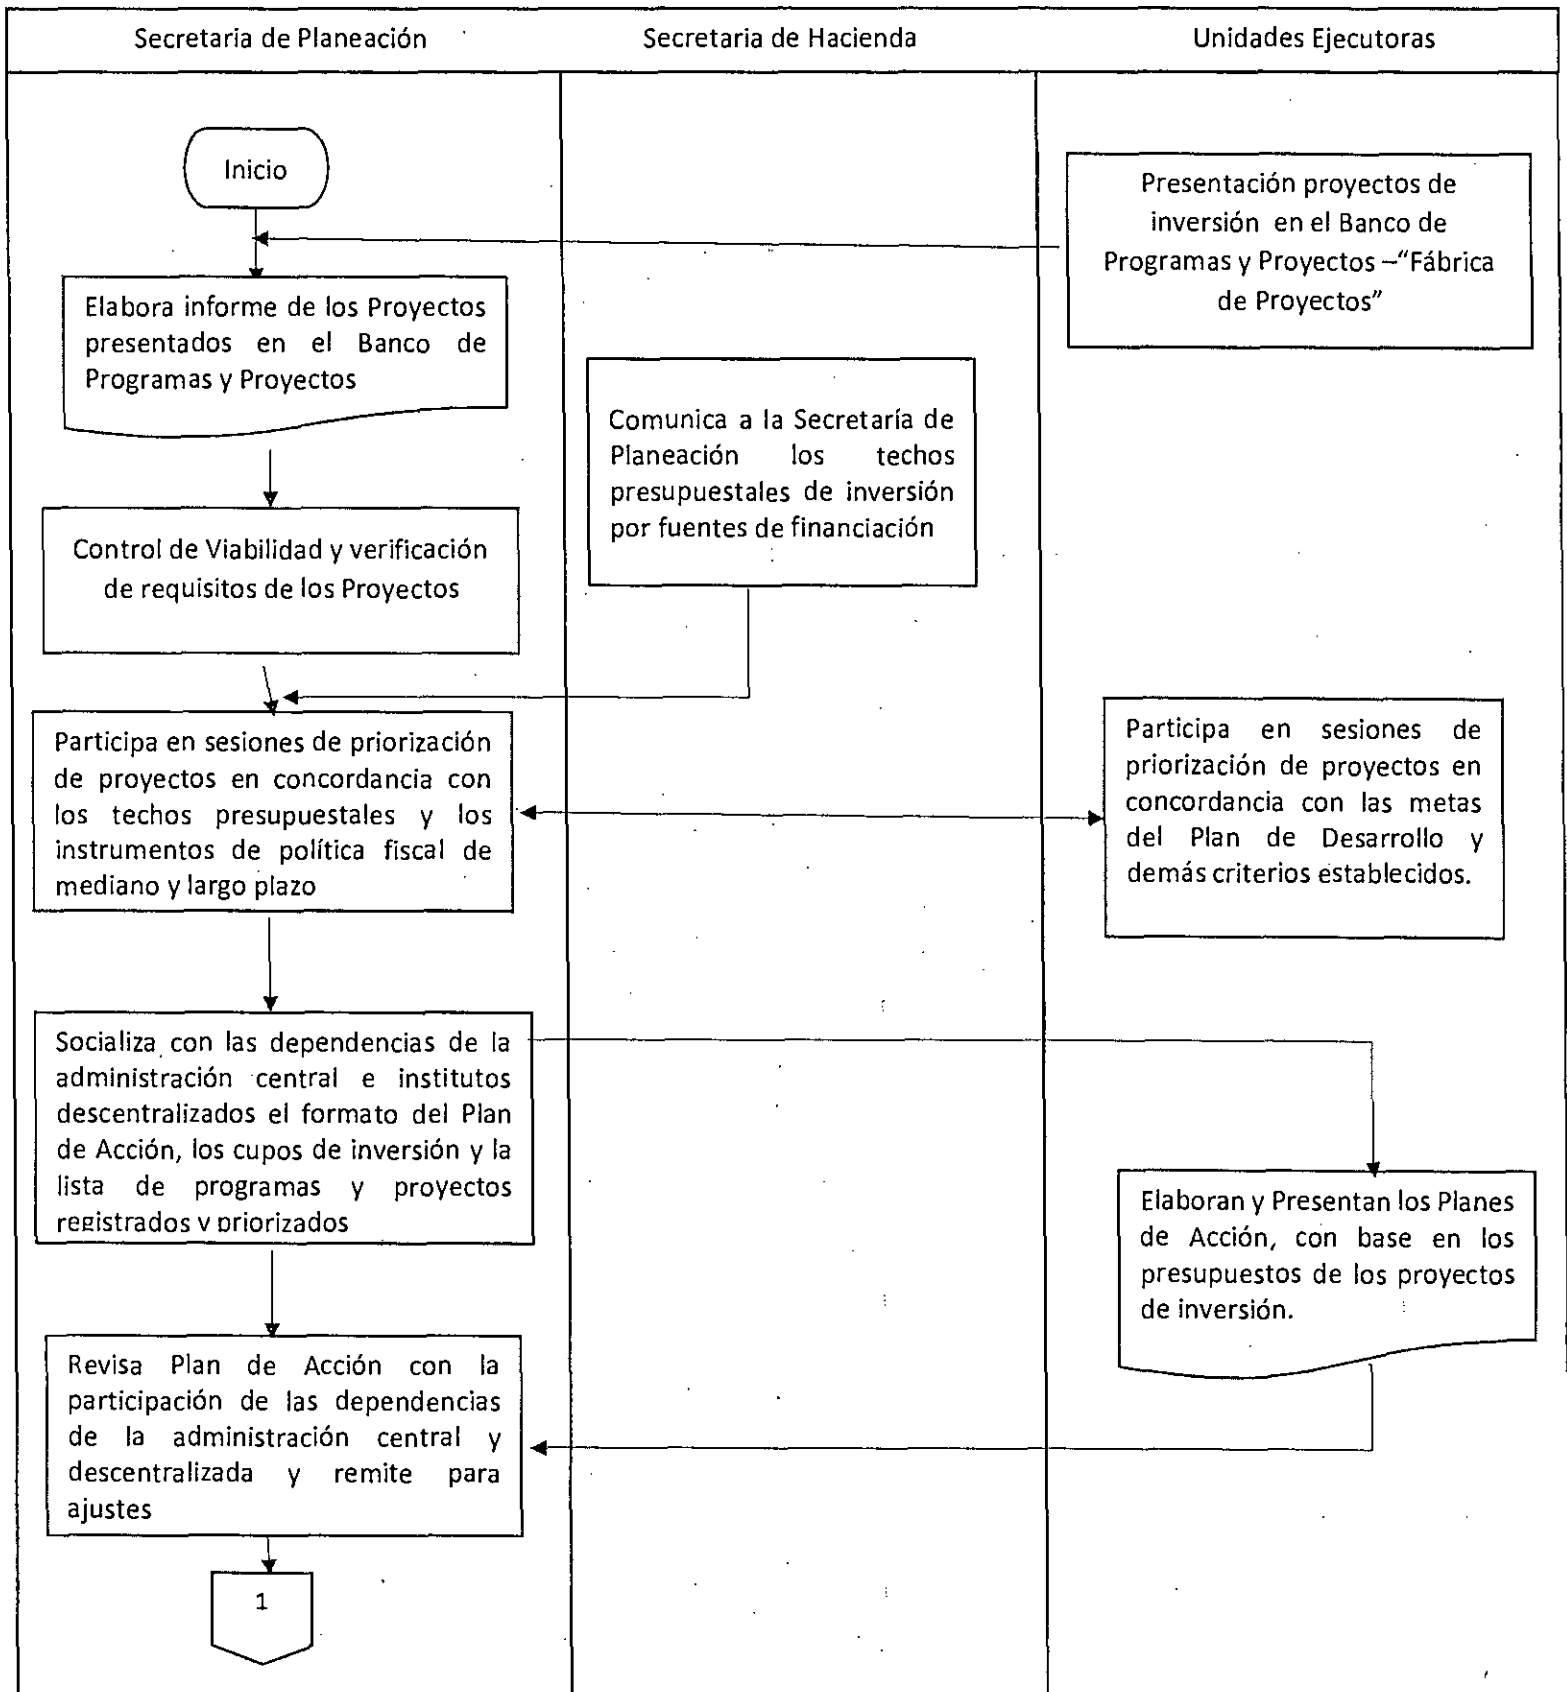 Secretaria de Planeación
Secretaria de Hacienda
Unidades Ejecutoras
Inicio
Presentación proyectos de
inversión en el Banco de
Programas y Proyectos –"Fábrica
de Proyectos"
Elabora informe de los Proyectos
presentados en el Banco de
Programas y Proyectos
Comunica a la Secretaría de
Planeación los techos
presupuestales de inversión
por fuentes de financiación
Control de Viabilidad y verificación
de requisitos de los Proyectos
Participa en sesiones de priorización
de proyectos en concordancia con
los techos presupuestales y los
instrumentos de política fiscal de
mediano y largo plazo
Participa en sesiones de
priorización de proyectos en
concordancia con las metas
del Plan de Desarrollo y
demás criterios establecidos.
Socializa con las dependencias de la
administración central e institutos
descentralizados el formato del Plan
de Acción, los cupos de inversión y la
lista de programas y proyectos
registrados y priorizados
Elaboran y Presentan los Planes
de Acción, con base en los
presupuestos de los proyectos
de inversión.
Revisa Plan de Acción con la
participación de las dependencias
de la administración central y
descentralizada y remite para
ajustes
1